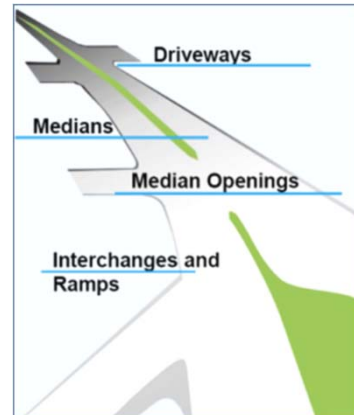 Driveways
Medians
Median Openings
Interchanges and
Ramps